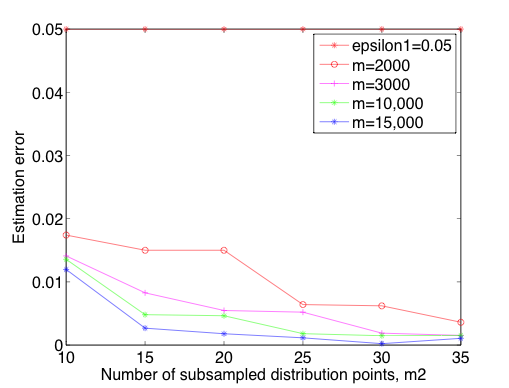 0.05
0.04
0.03
0.02
0.01
0
Estimation error
epsilon1=0.05
m=2000
m=3000
m=10,000
m=15,000
10 15 20 25 30 35
Number of subsampled distribution points, m2